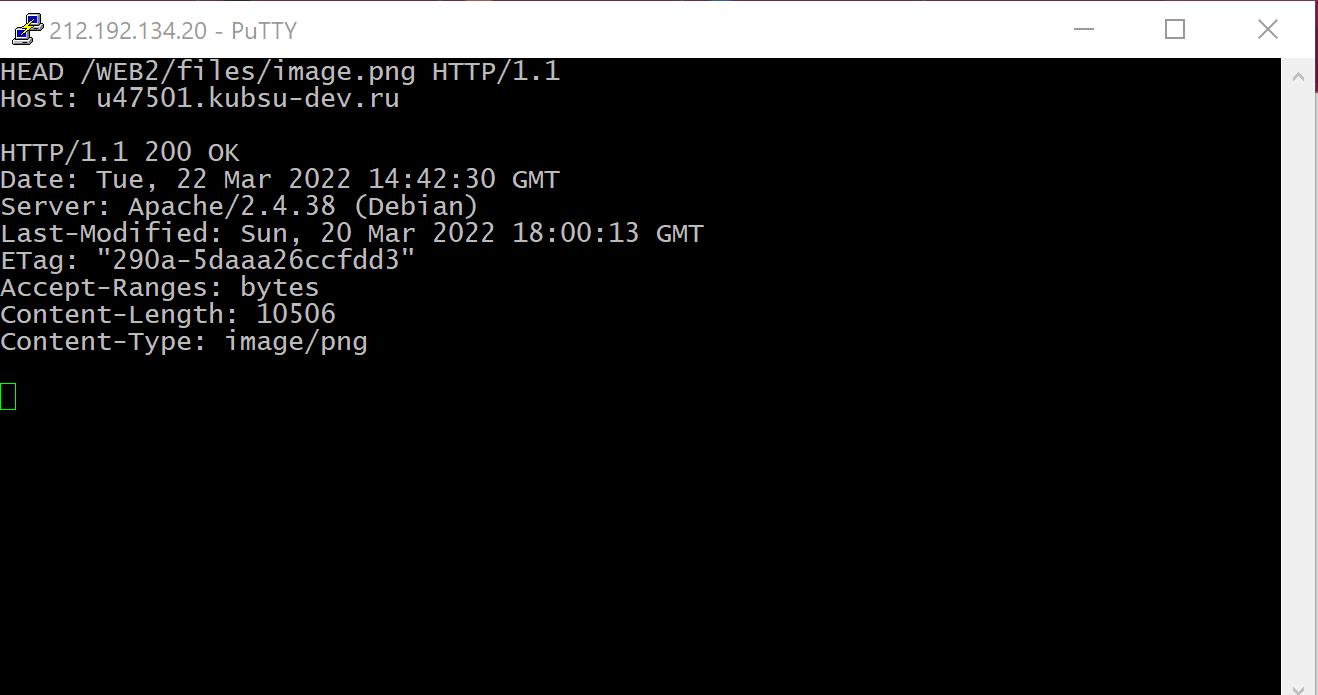 212.192.134.20 - PuTTY
HEAD /WEB2/files/image.png HTTP/1.1
Host: u47501.kubsu-dev.ru
HTTP/1.1 200 OK
Date: Tue, 22 Mar 2022 14:42:30 GMT
Server: Apache/2.4.38 (Debian)
Last-Modified: Sun, 20 Mar 2022 18:00:13 GMT
ETag: "290a-5daaa26ccfdd3"
Accept-Ranges: bytes
Content-Length: 10506
Content-Type: image/png